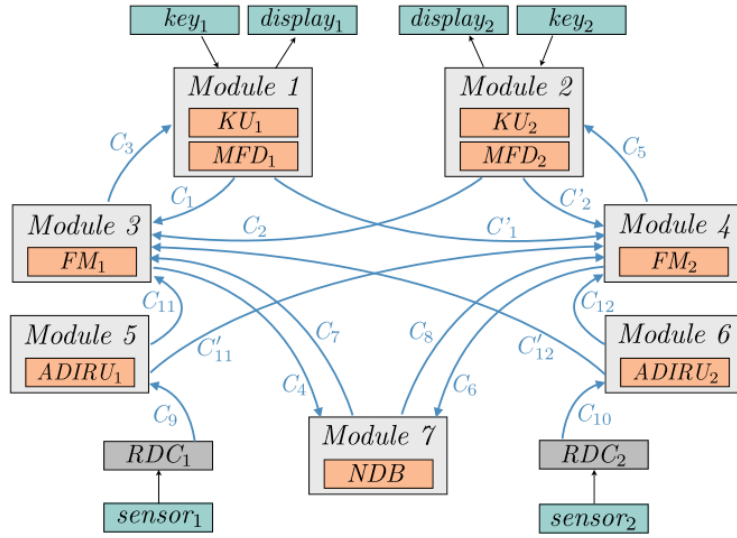 key₁ display₁ display₂ key₂
Module 1 Module 2
KU₁ KU₂
C₃ MFD₁ MFD₂ C₅
C₁ C'₂
Module 3 C₂ C'₁ Module 4
FM₁ FM₂
C₁₁ C₁₂
Module 5 C₇ C₈ Module 6
C'₁₁ C'₁₂
ADIRU₁ C₄ C₆ ADIRU₂
C₉ C₁₀
Module 7
RDC₁ RDC₂
NDB
sensor₁ sensor₂